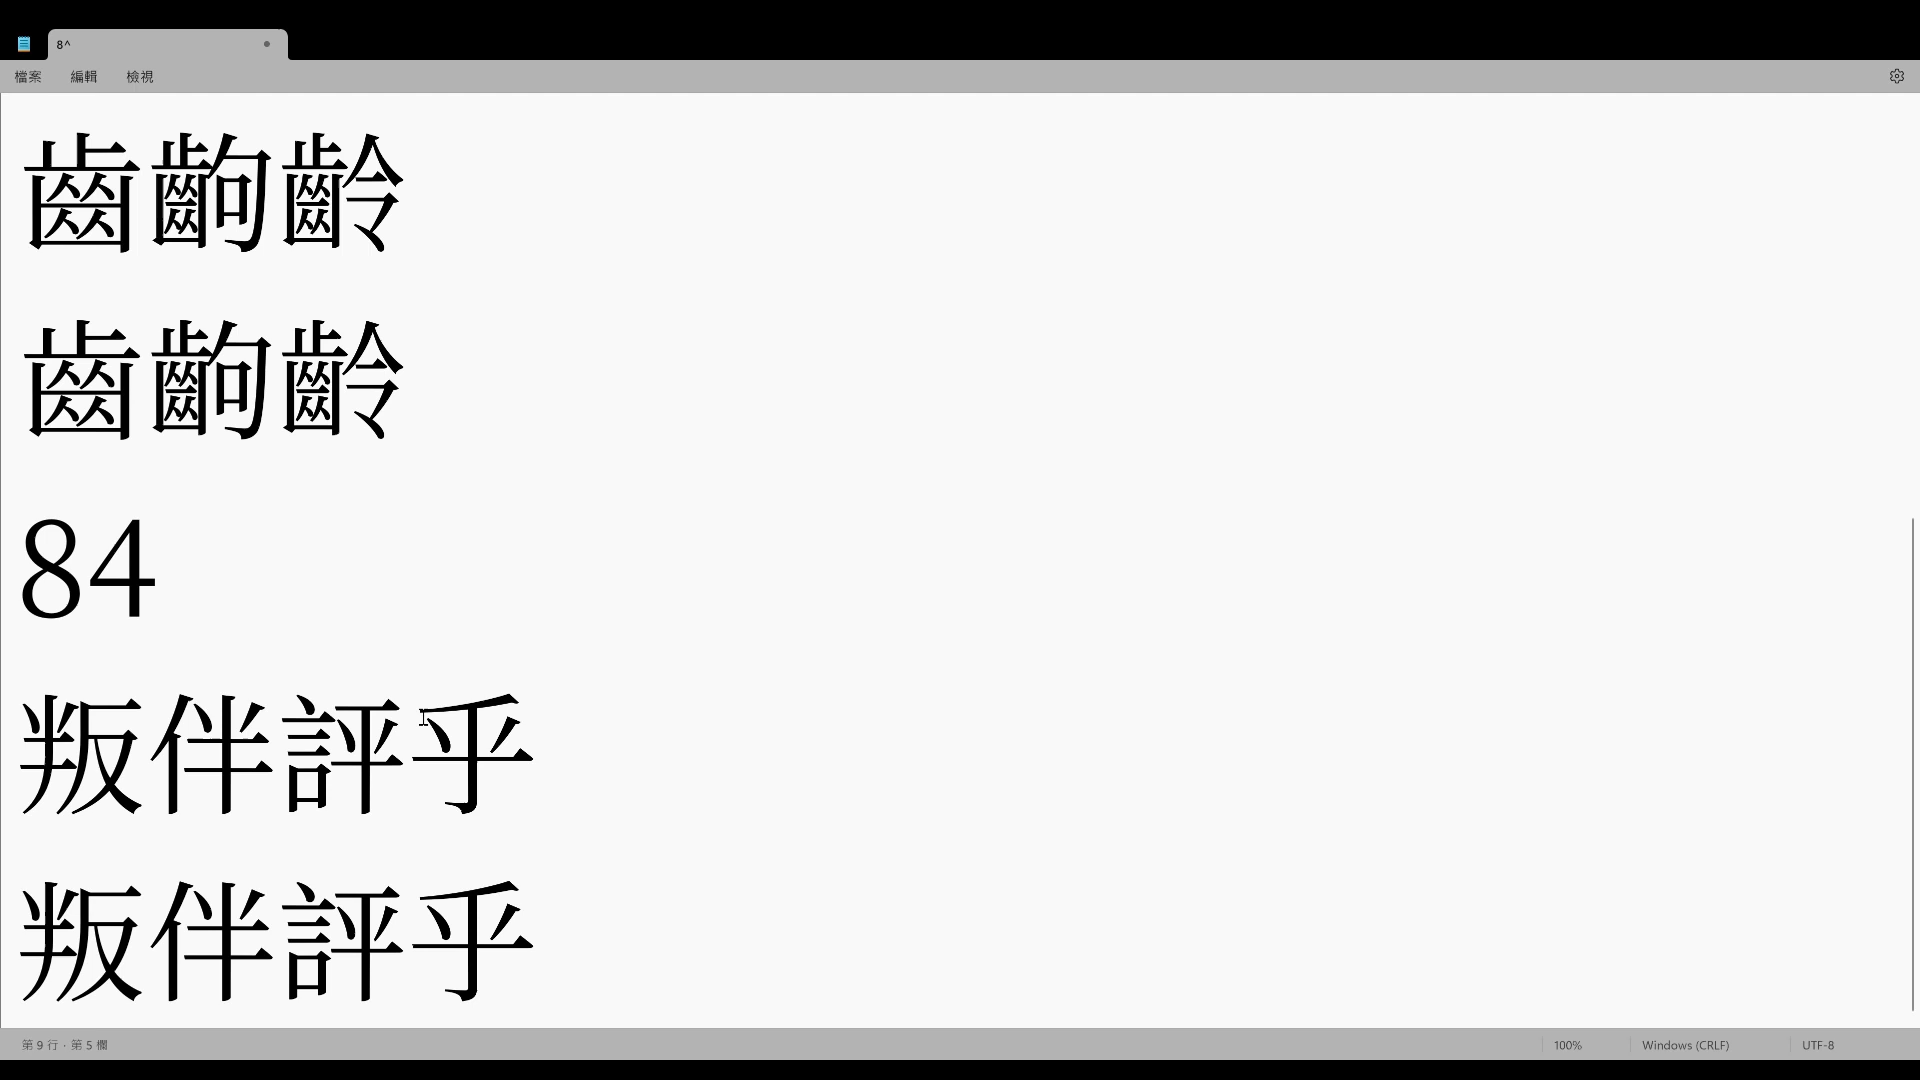 8^
檔案 編輯 檢視
齒齣齡
齒齣齡
84
叛伴評乎
叛伴評乎
第 9 行 · 第 5 欄 100% Windows (CRLF) UTF-8